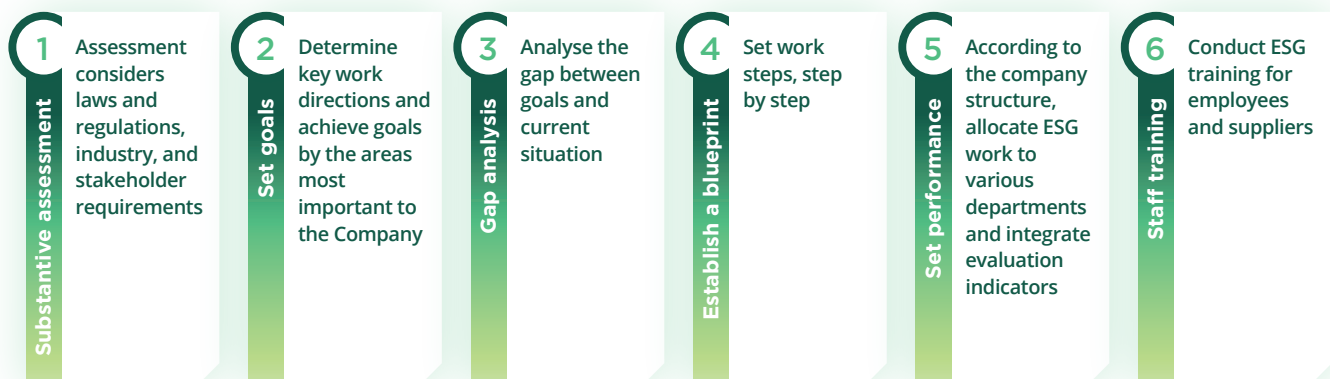 1
Substantive assessment
Assessment
considers
laws and
regulations,
industry, and
stakeholder
requirements
2
Set goals
Determine
key work
directions and
achieve goals
by the areas
most
important to
the Company
3
Gap analysis
Analyse the
gap between
goals and
current
situation
4
Establish a blueprint
Set work
steps, step
by step
5
Set performance
According to
the company
structure,
allocate ESG
work to
various
departments
and integrate
evaluation
indicators
6
Staff training
Conduct ESG
training for
employees
and suppliers